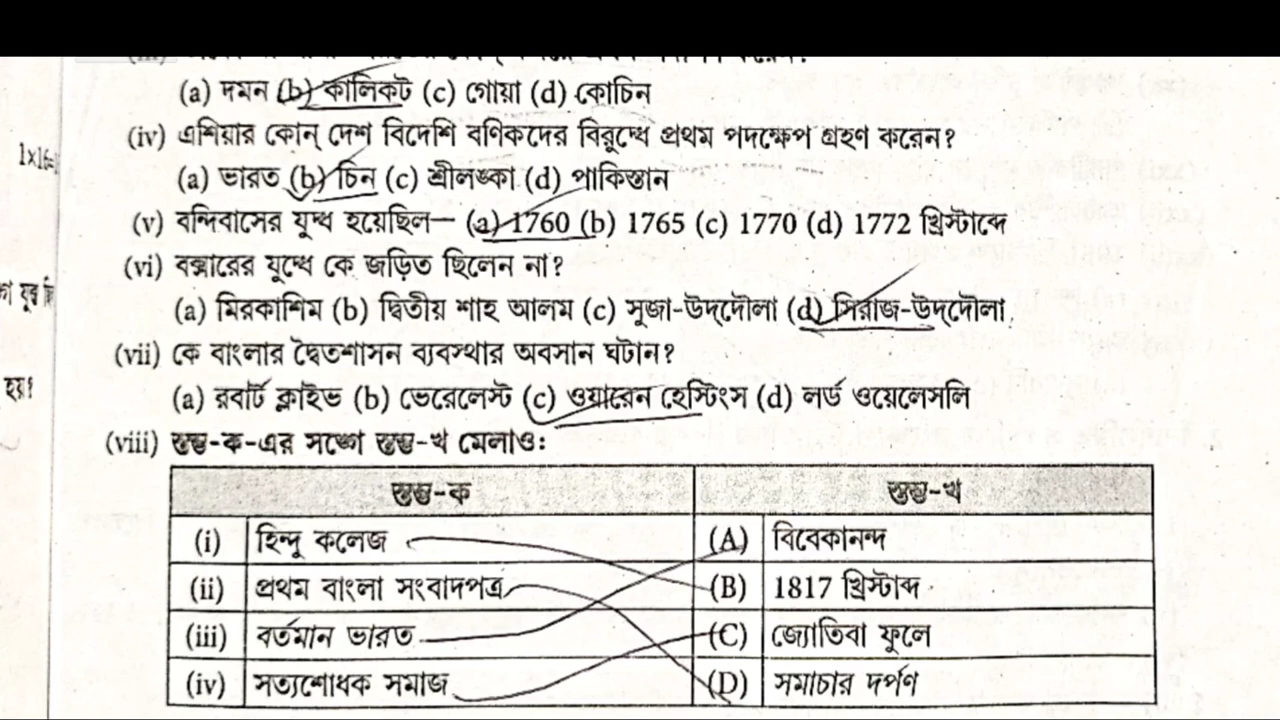 (a) দমন (b) কালিকট (c) গোয়া (d) কোচিন
(iv) এশিয়ার কোন্ দেশ বিদেশি বণিকদের বিরুদ্ধে প্রথম পদক্ষেপ গ্রহণ করেন?
1x16=
(a) ভারত (b) চিন (c) শ্রীলঙ্কা (d) পাকিস্তান
(v) বন্দিবাসের যুদ্ধ হয়েছিল— (a) 1760 (b) 1765 (c) 1770 (d) 1772 খ্রিস্টাব্দে
(vi) বক্সারের যুদ্ধে কে জড়িত ছিলেন না?
(a) মিরকাশিম (b) দ্বিতীয় শাহ আলম (c) সুজা-উদ্‌দৌলা (d) সিরাজ-উদ্‌দৌলা
(vii) কে বাংলার দ্বৈতশাসন ব্যবস্থার অবসান ঘটান?
হয়?
(a) রবার্ট ক্লাইভ (b) ভেরেলেস্ট (c) ওয়ারেন হেস্টিংস (d) লর্ড ওয়েলেসলি
(viii) স্তম্ভ-ক-এর সঙ্গে স্তম্ভ-খ মেলাও:
স্তম্ভ-ক স্তম্ভ-খ
(i) হিন্দু কলেজ (A) বিবেকানন্দ
(ii) প্রথম বাংলা সংবাদপত্র (B) 1817 খ্রিস্টাব্দ
(iii) বর্তমান ভারত (C) জ্যোতিবা ফুলে
(iv) সত্যশোধক সমাজ (D) সমাচার দর্পণ